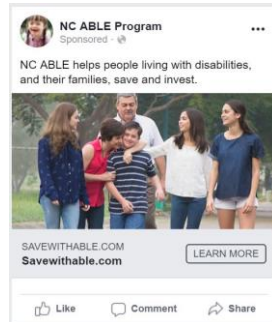 NC ABLE Program
Sponsored ·
NC ABLE helps people living with disabilities,
and their families, save and invest.
SAVEWITHABLE.COM
Savewithable.com
LEARN MORE
Like Comment Share